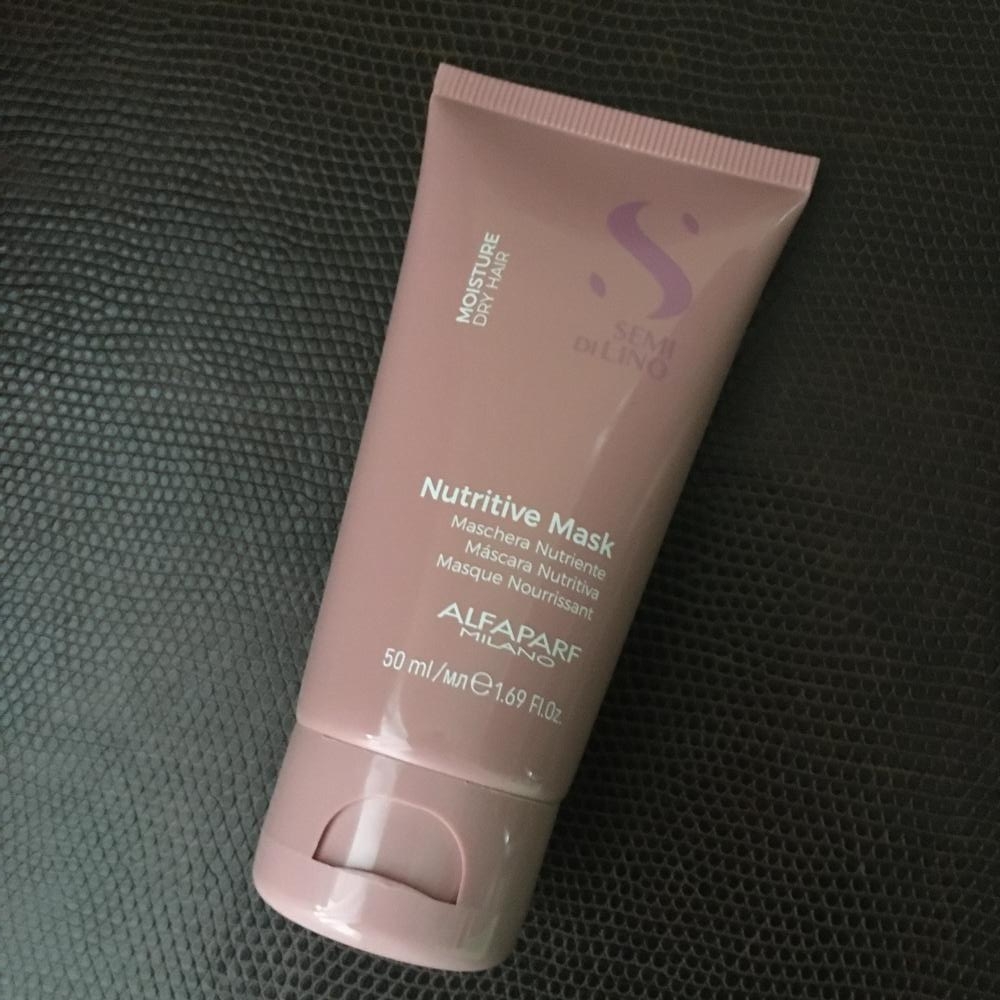 MOISTURE
DRY HAIR
SEMI
DI LINO
Nutritive Mask
Maschera Nutriente
Máscara Nutritiva
Masque Nourrissant
ALFAPARF
MILANO
50 ml/мл ℮ 1.69 Fl.Oz.